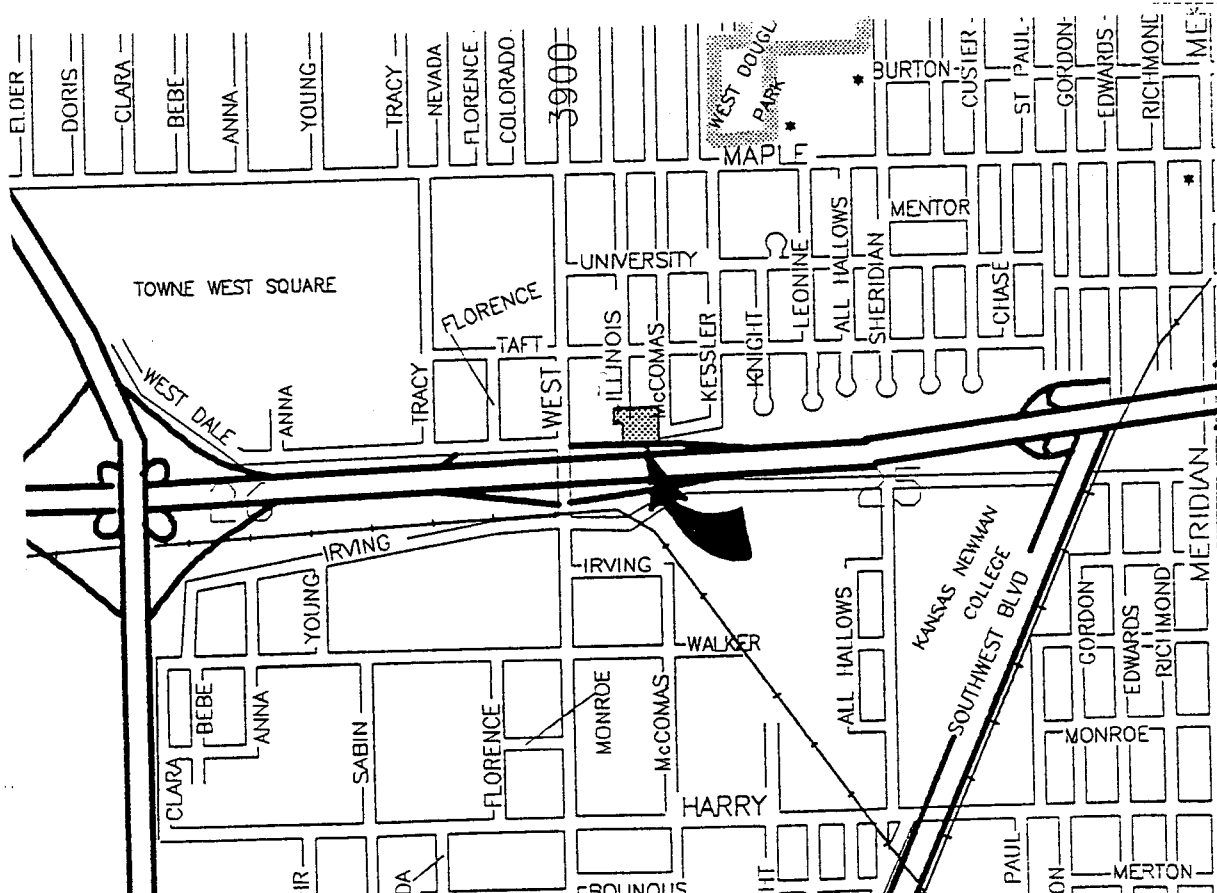 ELDER
DORIS
CLARA
BEBE
ANNA
YOUNG
TRACY
NEVADA
FLORENCE
COLORADO
3900
WEST DOUGL
PARK
BURTON
CUSTER
ST PAUL
GORDON
EDWARDS
RICHMOND
MAPLE
MENTOR
UNIVERSITY
LEONINE
ALL HALLOWS
SHERIDIAN
CHASE
TOWNE WEST SQUARE
FLORENCE
TAFT
ILLINOIS
McCOMAS
KESSLER
KNIGHT
WEST DALE
ANNA
TRACY
WEST
MERIDIAN
IRVING
IRVING
YOUNG
KANSAS NEWMAN
COLLEGE
SOUTHWEST BLVD
ALL HALLOWS
GORDON
EDWARDS
RICHMOND
WALKER
BEBE
ANNA
CLARA
SABIN
FLORENCE
MONROE
McCOMAS
MONROE
HARRY
PAUL
MERTON